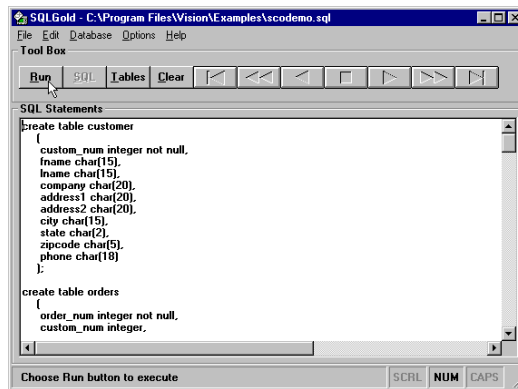 SQLGold - C:\Program Files\Vision\Examples\scodemo.sql
File Edit Database Options Help
Tool Box
Run SQL Tables Clear
SQL Statements
create table customer
(
custom_num integer not null,
fname char(15),
lname char(15),
company char(20),
address1 char(20),
address2 char(20),
city char(15),
state char(2),
zipcode char(5),
phone char(18)
);
create table orders
(
order_num integer not null,
custom_num integer,
Choose Run button to execute
SCRL NUM CAPS